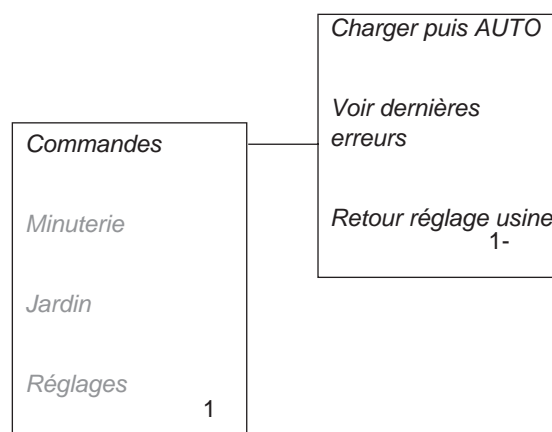 Commandes
Minuterie
Jardin
Réglages
1
Charger puis AUTO
Voir dernières
erreurs
Retour réglage usine
1-